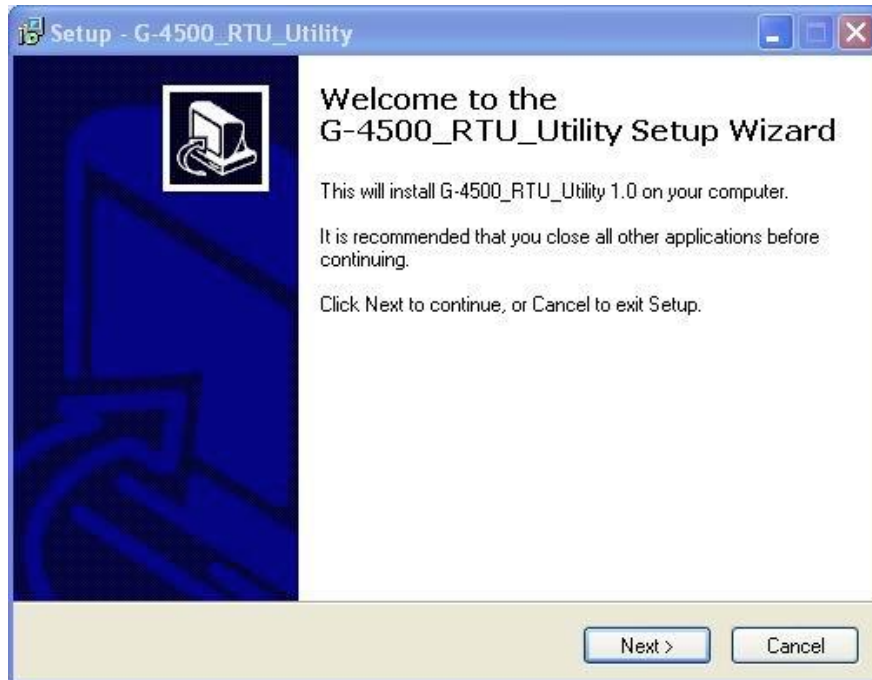 Setup - G-4500_RTU_Utility
Welcome to the
G-4500_RTU_Utility Setup Wizard
This will install G-4500_RTU_Utility 1.0 on your computer.
It is recommended that you close all other applications before
continuing.
Click Next to continue, or Cancel to exit Setup.
Next >
Cancel